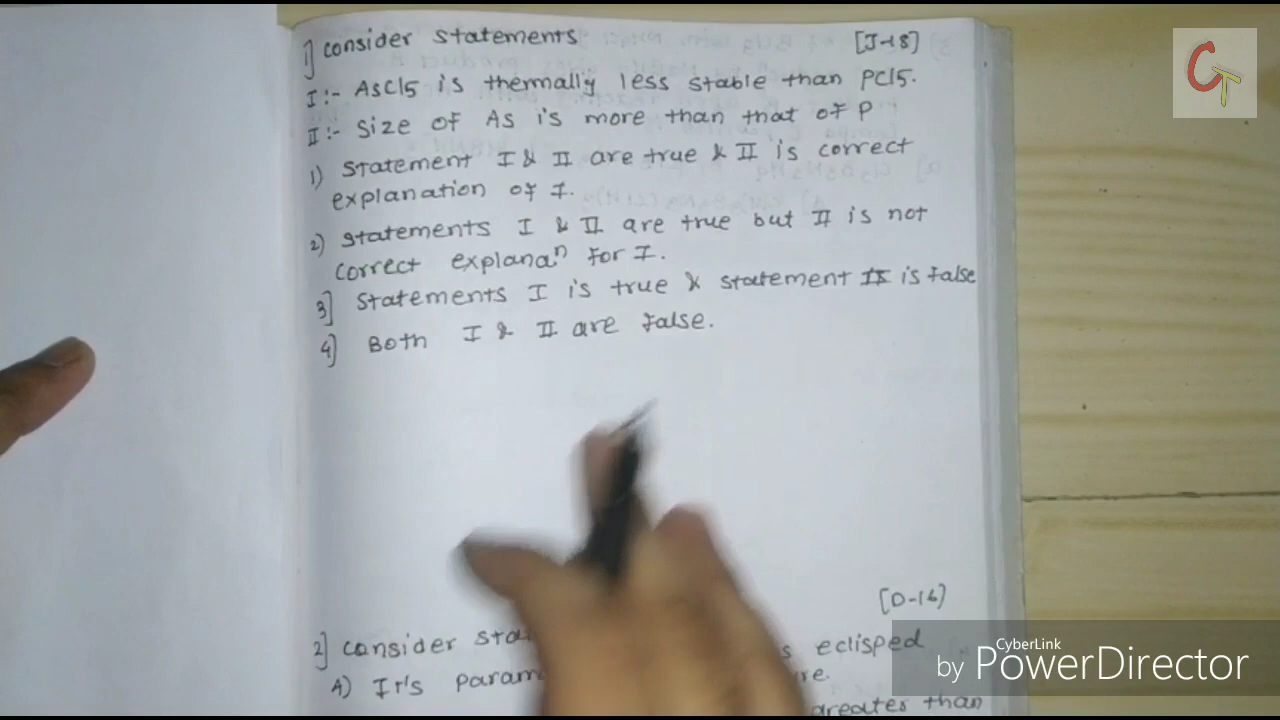 1] consider statements [J-18]
I :- AsCl5 is thermally less stable than PCl5.
II :- Size of As is more than that of P
1) Statement I & II are true & II is correct
explanation of I.
2) Statements I & II are true but II is not
correct explanaⁿ for I.
3] Statements I is true & statement II is false
4] Both I & II are false.
[D-16]
2] consider eclisped
A) It's
greater than
CT
CyberLink
by PowerDirector